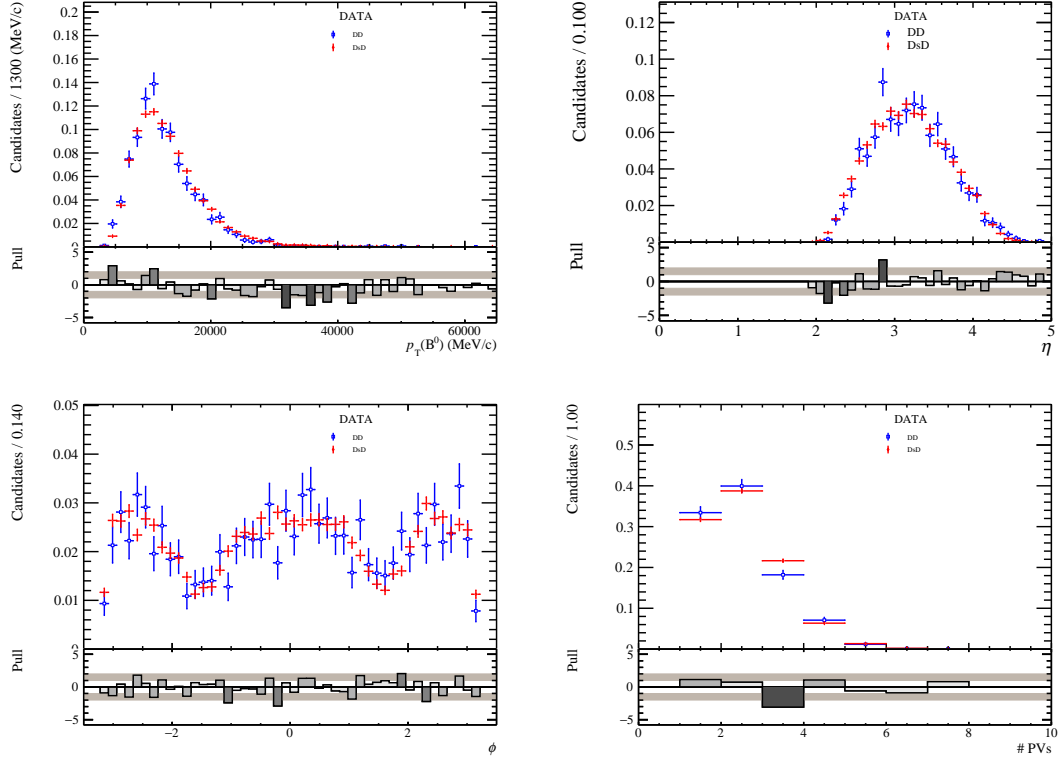 Candidates / 1300 (MeV/c)
0.2
0.18
0.16
0.14
0.12
0.1
0.08
0.06
0.04
0.02
DATA
DD
DsD
Pull
5
0
−5
0
20000
40000
60000
p_T(B^0) (MeV/c)
Candidates / 0.100
0.12
0.1
0.08
0.06
0.04
0.02
DATA
DD
DsD
Pull
5
0
−5
0
1
2
3
4
5
η
Candidates / 0.140
0.05
0.04
0.03
0.02
0.01
DATA
DD
DsD
Pull
5
0
−5
−2
0
2
ϕ
Candidates / 1.00
0.5
0.4
0.3
0.2
0.1
DATA
DD
DsD
Pull
5
0
−5
0
2
4
6
8
10
# PVs